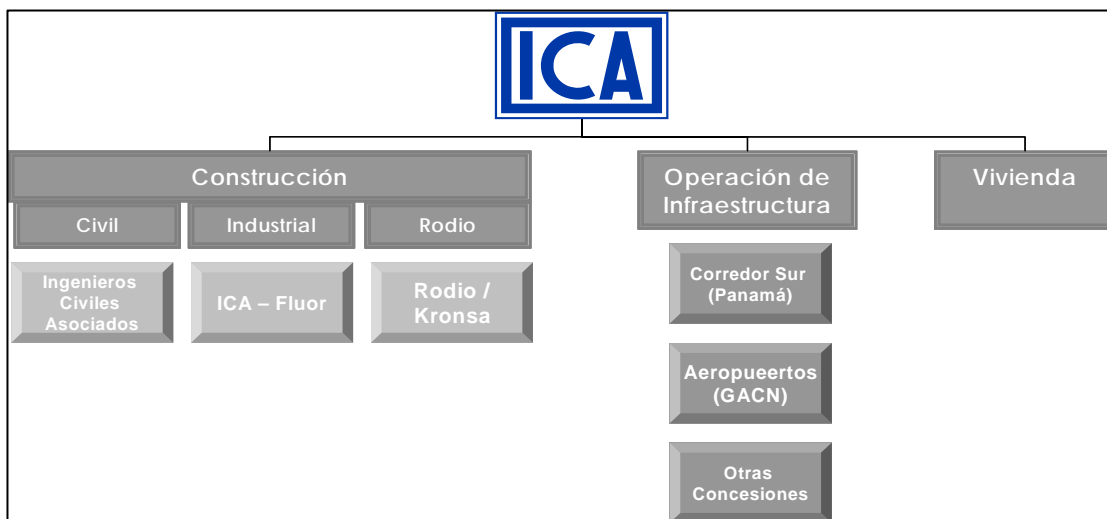 ICA
Construcción
Civil
Industrial
Rodio
Ingenieros
Civiles
Asociados
ICA – Fluor
Rodio /
Kronsa
Operación de
Infraestructura
Corredor Sur
(Panamá)
Aeropueertos
(GACN)
Otras
Concesiones
Vivienda